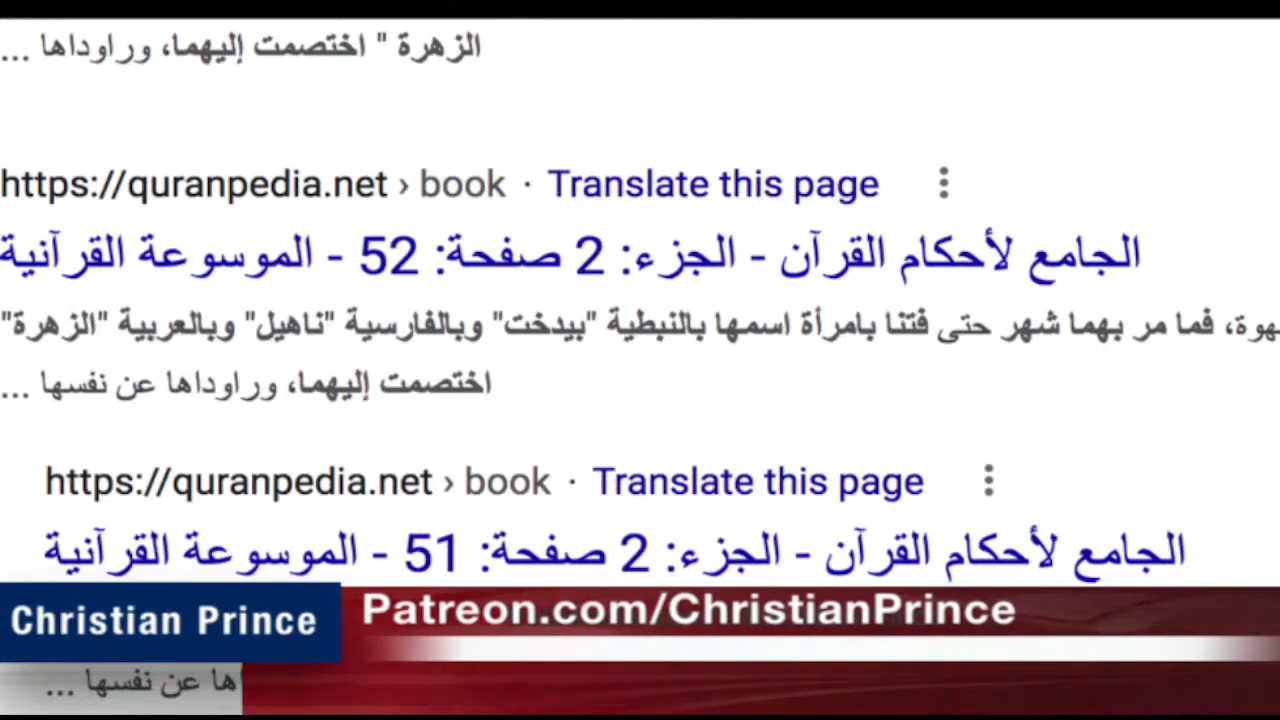 الزهرة " اختصمت إليهما، وراوداها ...
https://quranpedia.net › book · Translate this page
الجامع لأحكام القرآن - الجزء: 2 صفحة: 52 - الموسوعة القرآنية
فما مر بهما شهر حتى فتنا بامرأة اسمها بالنبطية "بيدخت" وبالفارسية "ناهيل" وبالعربية "الزهرة"
اختصمت إليهما، وراوداها عن نفسها ...
https://quranpedia.net › book · Translate this page
الجامع لأحكام القرآن - الجزء: 2 صفحة: 51 - الموسوعة القرآنية
Christian Prince
Patreon.com/ChristianPrince
ها عن نفسها ...